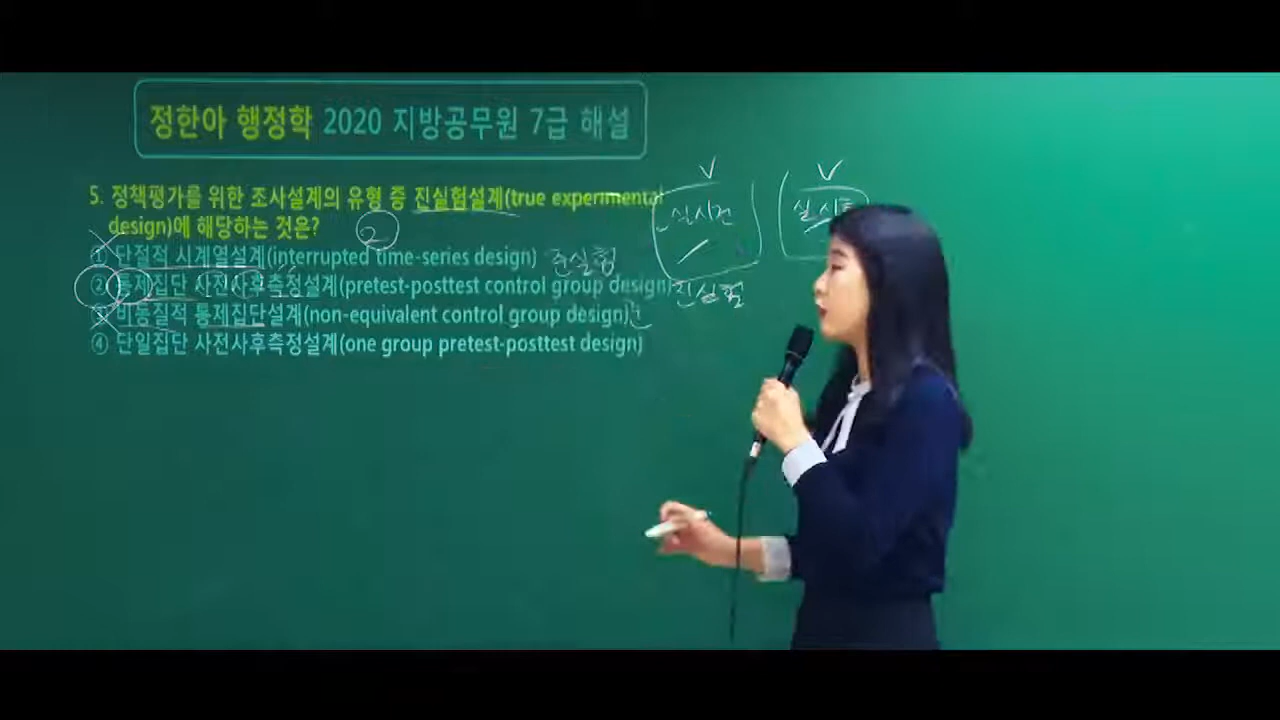 정한아 행정학 2020 지방공무원 7급 해설
5. 정책평가를 위한 조사설계의 유형 중 진실험설계(true experimental
design)에 해당하는 것은?
2
① 단절적 시계열설계(interrupted time-series design) 준실험
② 통제집단 사전사후측정설계(pretest-posttest control group design) 진실험
③ 비동질적 통제집단설계(non-equivalent control group design)
④ 단일집단 사전사후측정설계(one group pretest-posttest design)